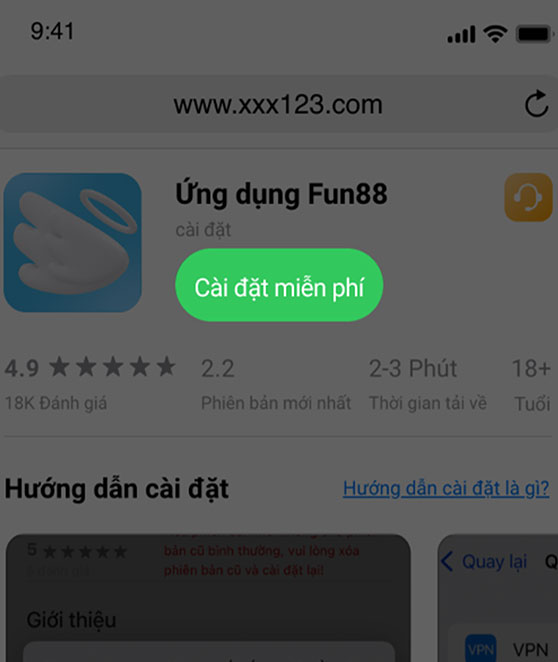 9:41
www.xxx123.com
Ứng dụng Fun88
cài đặt
Cài đặt miễn phí
4.9 ★★★★★ 2.2 2-3 Phút 18+
18K Đánh giá Phiên bản mới nhất Thời gian tải về Tuổi
Hướng dẫn cài đặt Hướng dẫn cài đặt là gì?
5 ★★★★★
5 đánh giá
bản cũ bình thường, vui lòng xóa
phiên bản cũ và cài đặt lại!
Giới thiệu
Quay lại
VPN VPN